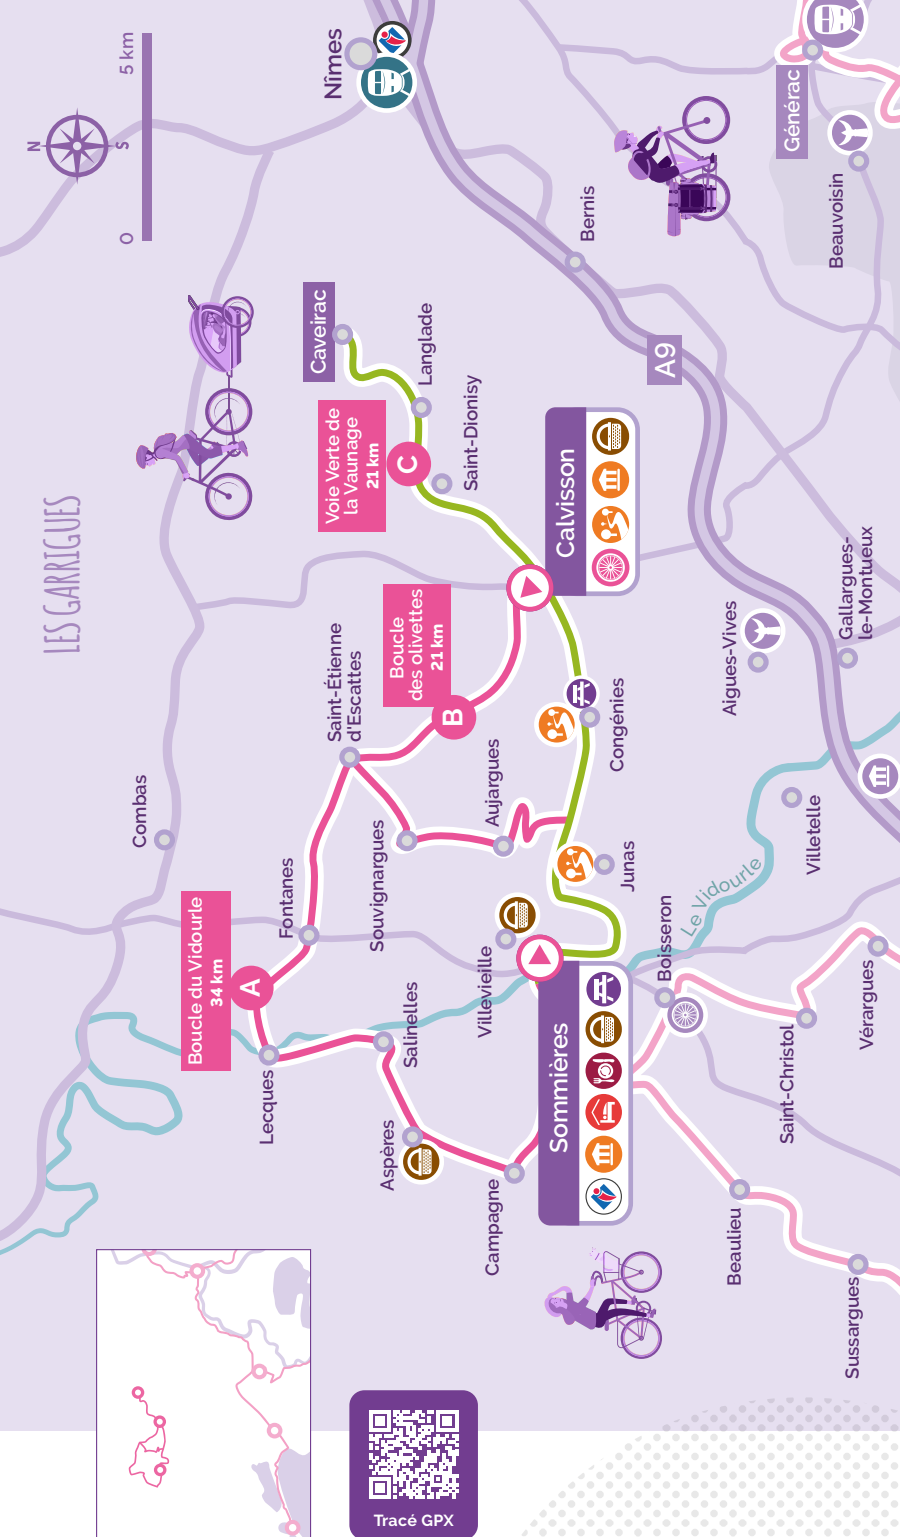 LES GARRIGUES
N
S
0
5 km
Nîmes
Générac
Beauvoisin
Bernis
Caveirac
Langlade
Voie Verte de
la Vaunage
21 km
C
Saint-Dionisy
A9
Calvisson
Boucle
des olivettes
21 km
B
Saint-Étienne
d'Escattes
Gallargues-
le-Montueux
Aigues-Vives
Congénies
Aujargues
Combas
Souvignargues
Fontanes
Villetelle
Junas
Le Vidourle
Boucle du Vidourle
34 km
A
Villevieille
Boisseron
Vérargues
Salinelles
Lecques
Sommières
Saint-Christol
Aspères
Campagne
Beaulieu
Sussargues
Tracé GPX